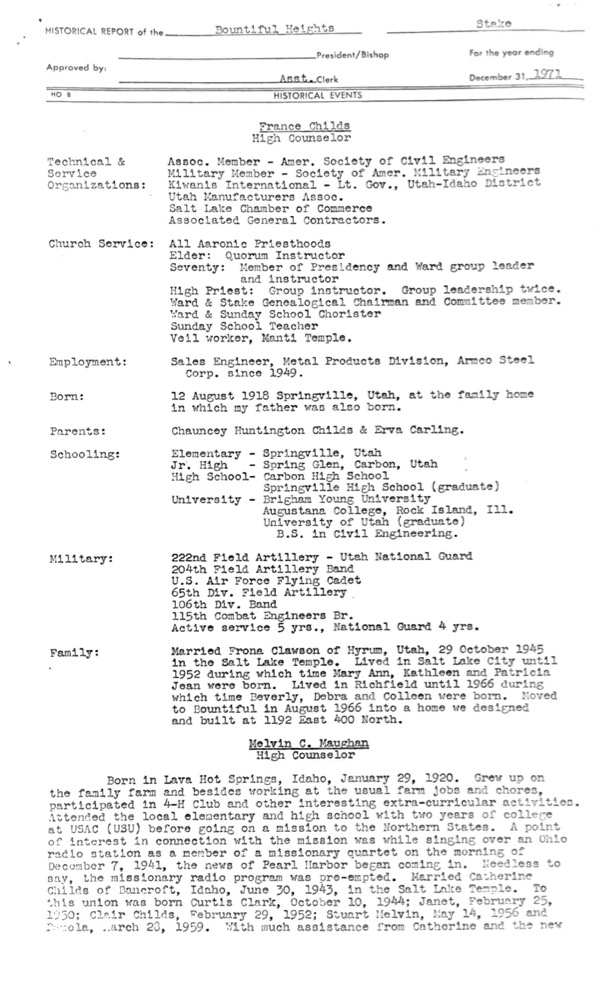 HISTORICAL REPORT of the Bountiful Heights Stake
President/Bishop For the year ending
Approved by:
Asst. Clerk December 31, 1971
HO 8 HISTORICAL EVENTS
France Childs
High Counselor
Technical & Assoc. Member - Amer. Society of Civil Engineers
Service Military Member - Society of Amer. Military Engineers
Organizations: Kiwanis International - Lt. Gov., Utah-Idaho District
Utah Manufacturers Assoc.
Salt Lake Chamber of Commerce
Associated General Contractors.
Church Service: All Aaronic Priesthoods
Elder: Quorum Instructor
Seventy: Member of Presidency and Ward group leader
and instructor
High Priest: Group instructor. Group leadership twice.
Ward & Stake Genealogical Chairman and Committee member.
Ward & Sunday School Chorister
Sunday School Teacher
Veil worker, Manti Temple.
Employment: Sales Engineer, Metal Products Division, Armco Steel
Corp. since 1949.
Born: 12 August 1918 Springville, Utah, at the family home
in which my father was also born.
Parents: Chauncey Huntington Childs & Erva Carling.
Schooling: Elementary - Springville, Utah
Jr. High - Spring Glen, Carbon, Utah
High School- Carbon High School
Springville High School (graduate)
University - Brigham Young University
Augustana College, Rock Island, Ill.
University of Utah (graduate)
B.S. in Civil Engineering.
Military: 222nd Field Artillery - Utah National Guard
204th Field Artillery Band
U.S. Air Force Flying Cadet
65th Div. Field Artillery
106th Div. Band
115th Combat Engineers Br.
Active service 5 yrs., National Guard 4 yrs.
Family: Married Frona Clawson of Hyrum, Utah, 29 October 1945
in the Salt Lake Temple. Lived in Salt Lake City until
1952 during which time Mary Ann, Kathleen and Patricia
Jean were born. Lived in Richfield until 1966 during
which time Beverly, Debra and Colleen were born. Moved
to Bountiful in August 1966 into a home we designed
and built at 1192 East 400 North.
Melvin C. Maughan
High Counselor
Born in Lava Hot Springs, Idaho, January 29, 1920. Grew up on
the family farm and besides working at the usual farm jobs and chores,
participated in 4-H Club and other interesting extra-curricular activities.
Attended the local elementary and high school with two years of college
at USAC (USU) before going on a mission to the Northern States. A point
of interest in connection with the mission was while singing over an Ohio
radio station as a member of a missionary quartet on the morning of
December 7, 1941, the news of Pearl Harbor began coming in. Needless to
say, the missionary radio program was pre-empted. Married Catherine
Childs of Bancroft, Idaho, June 30, 1943, in the Salt Lake Temple. To
this union was born Curtis Clark, October 10, 1944; Janet, February 25,
1950; Clair Childs, February 29, 1952; Stuart Melvin, May 14, 1956 and
March 28, 1959. With much assistance from Catherine and the new